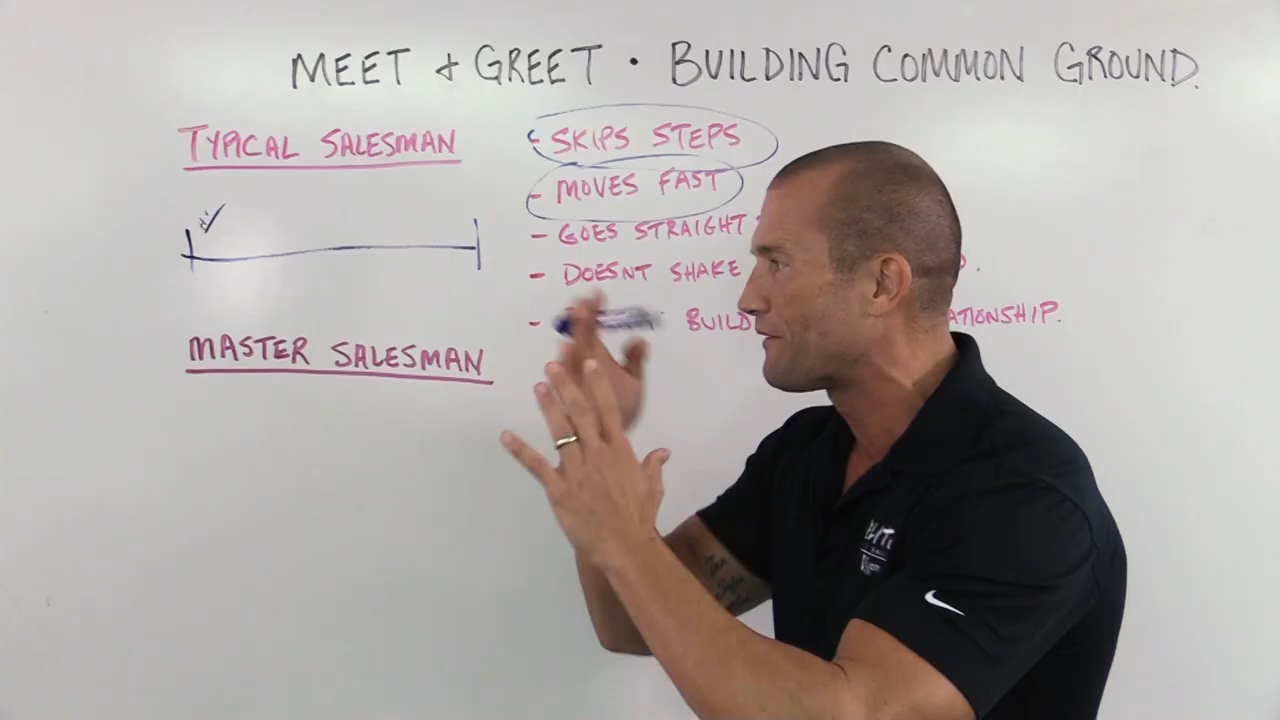 MEET & GREET • BUILDING COMMON GROUND.
TYPICAL SALESMAN
- SKIPS STEPS
- MOVES FAST
- GOES STRAIGHT
- DOESNT SHAKE
- BUILD
MASTER SALESMAN